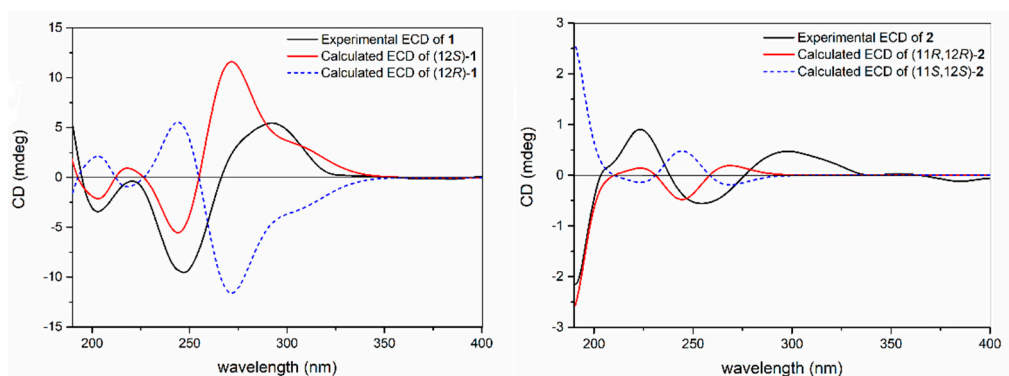 Experimental ECD of 1
Calculated ECD of (12S)-1
Calculated ECD of (12R)-1
15
10
5
0
-5
-10
-15
CD (mdeg)
200 250 300 350 400
wavelength (nm)
Experimental ECD of 2
Calculated ECD of (11R,12R)-2
Calculated ECD of (11S,12S)-2
3
2
1
0
-1
-2
-3
CD (mdeg)
200 250 300 350 400
wavelength (nm)